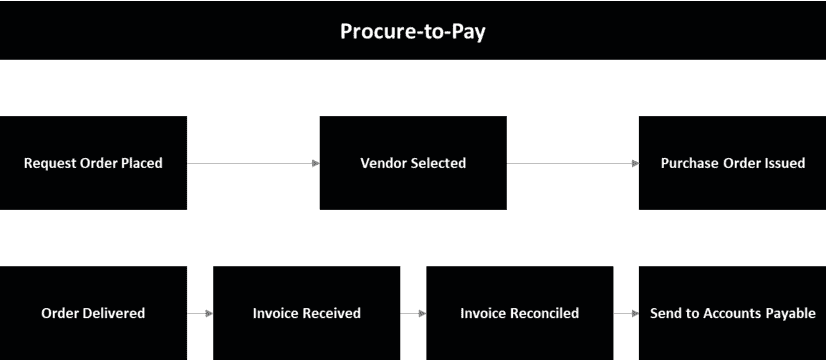 Procure-to-Pay
Request Order Placed
Vendor Selected
Purchase Order Issued
Order Delivered
Invoice Received
Invoice Reconciled
Send to Accounts Payable